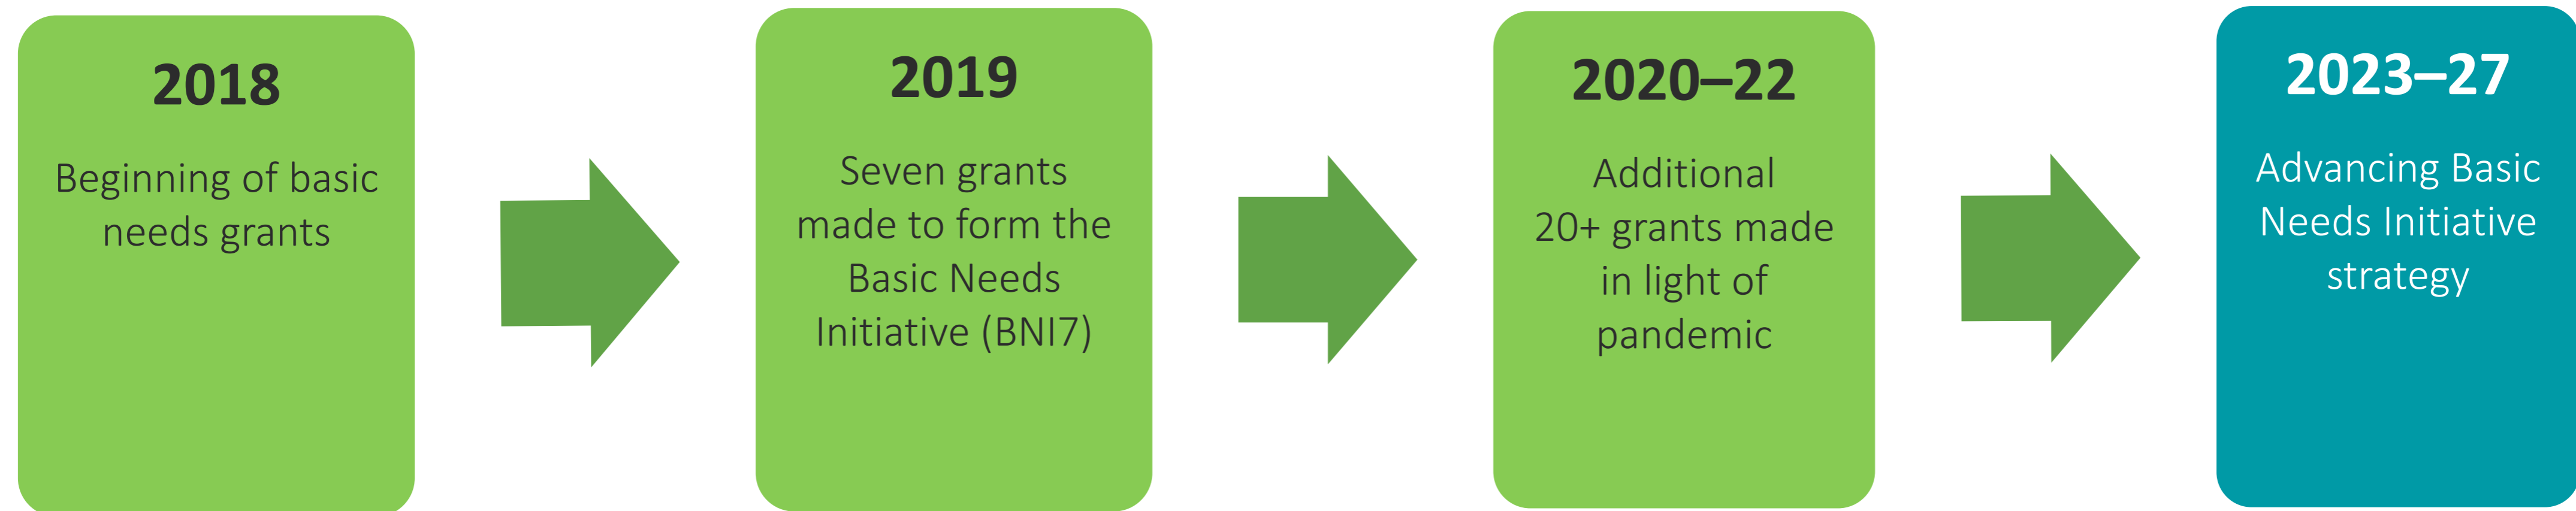 2018
Beginning of basic
needs grants
2019
Seven grants
made to form the
Basic Needs
Initiative (BNI7)
2020–22
Additional
20+ grants made
in light of
pandemic
2023–27
Advancing Basic
Needs Initiative
strategy